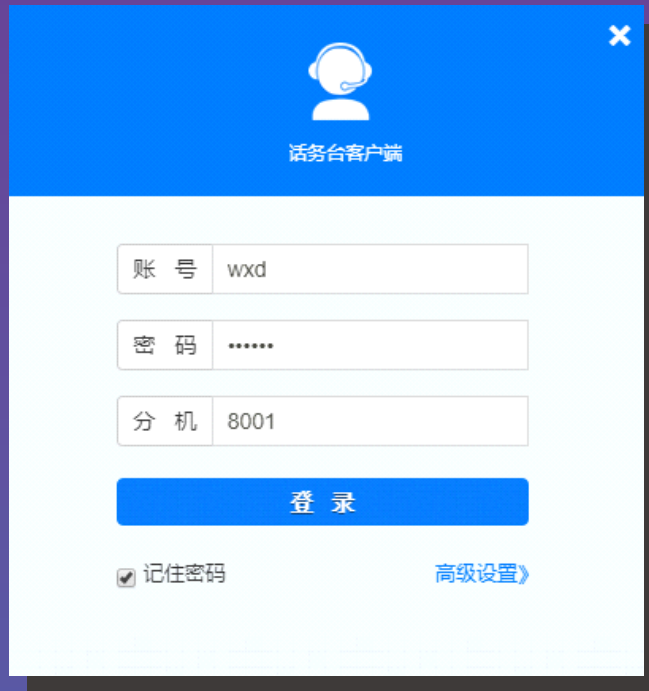 话务台客户端
账 号 wxd
密 码 ••••••
分 机 8001
登 录
记住密码 高级设置》